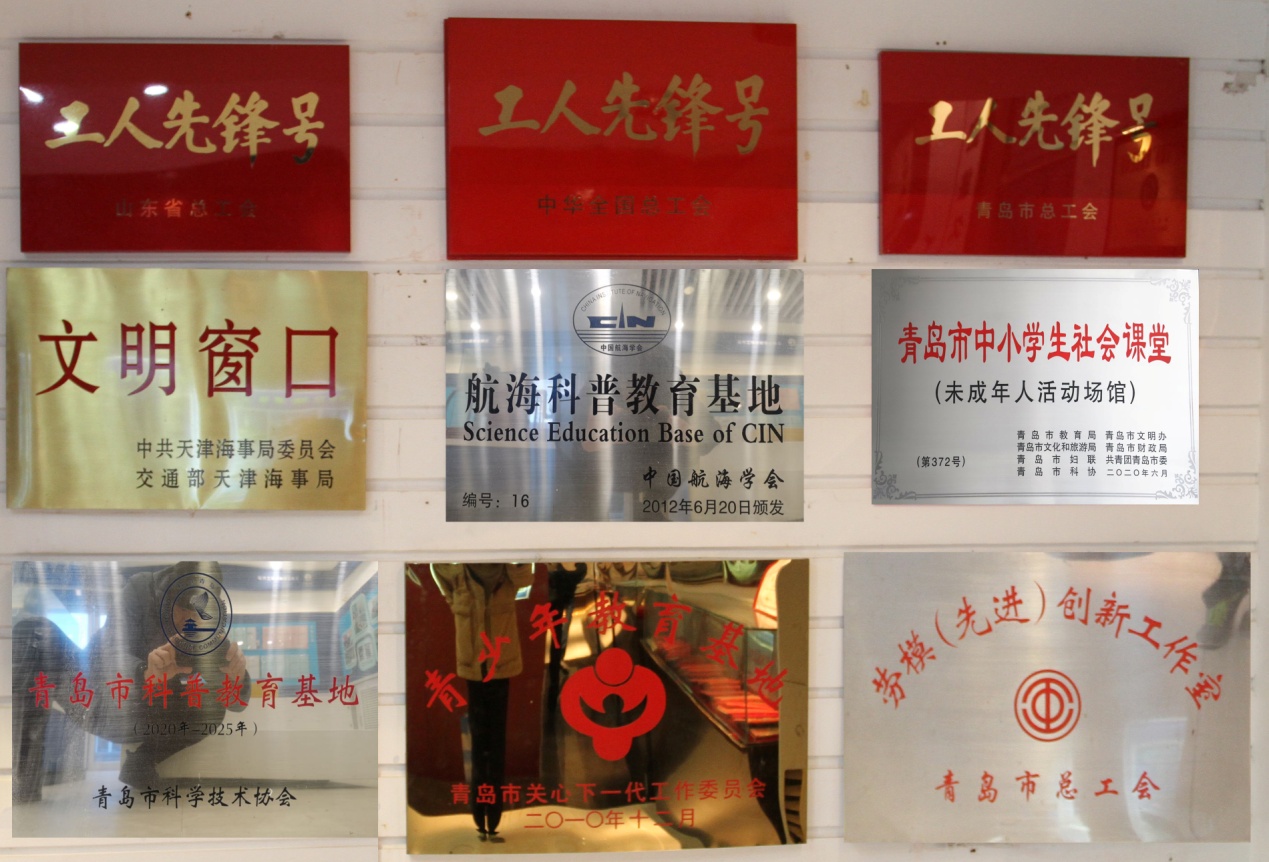 工人先锋号
山东省总工会
工人先锋号
中华全国总工会
工人先锋号
青岛市总工会
文明窗口
中共天津海事局委员会
交通部天津海事局
CHINA INSTITUTE OF NAVIGATION
CIN
中国航海学会
航海科普教育基地
Science Education Base of CIN
中国航海学会
编号：16
2012年6月20日颁发
青岛市中小学生社会课堂
（未成年人活动场馆）
青岛市教育局 青岛市文明办
青岛市文化和旅游局 青岛市财政局
青岛市妇联 共青团青岛市委
青岛市科协 二〇二〇年六月
（第372号）
青岛市科普教育基地
（2020年-2025年）
青岛市科学技术协会
青少年教育基地
青岛市关心下一代工作委员会
二〇一〇年十二月
劳模（先进）创新工作室
青岛市总工会